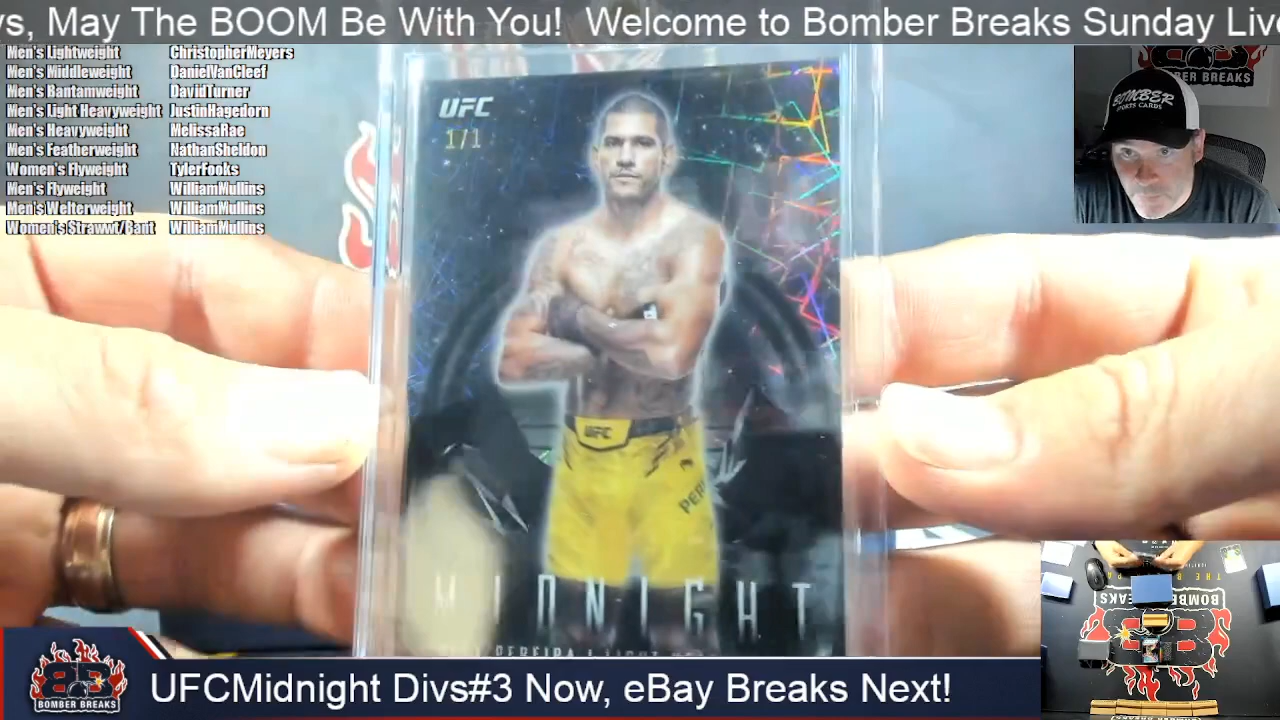 ys, May The BOOM Be With You! Welcome to Bomber Breaks Sunday Live
Men's Lightweight ChristopherMeyers
Men's Middleweight DanielVanCleef
Men's Bantamweight DavidTurner
Men's Light Heavyweight JustinHagedorn
Men's Heavyweight MelissaRae
Men's Featherweight NathanSheldon
Women's Flyweight TylerFooks
Men's Flyweight WilliamMullins
Men's Welterweight WilliamMullins
Women's Strawwt/Bant WilliamMullins
BOMBER BREAKS
BOMBER
SPORTS CARDS
UFC
1/1
UFC
PERE
MIDNIGHT
PEREIRA
LIGHT
BOMBER BREAKS
UFCMidnight Divs#3 Now, eBay Breaks Next!